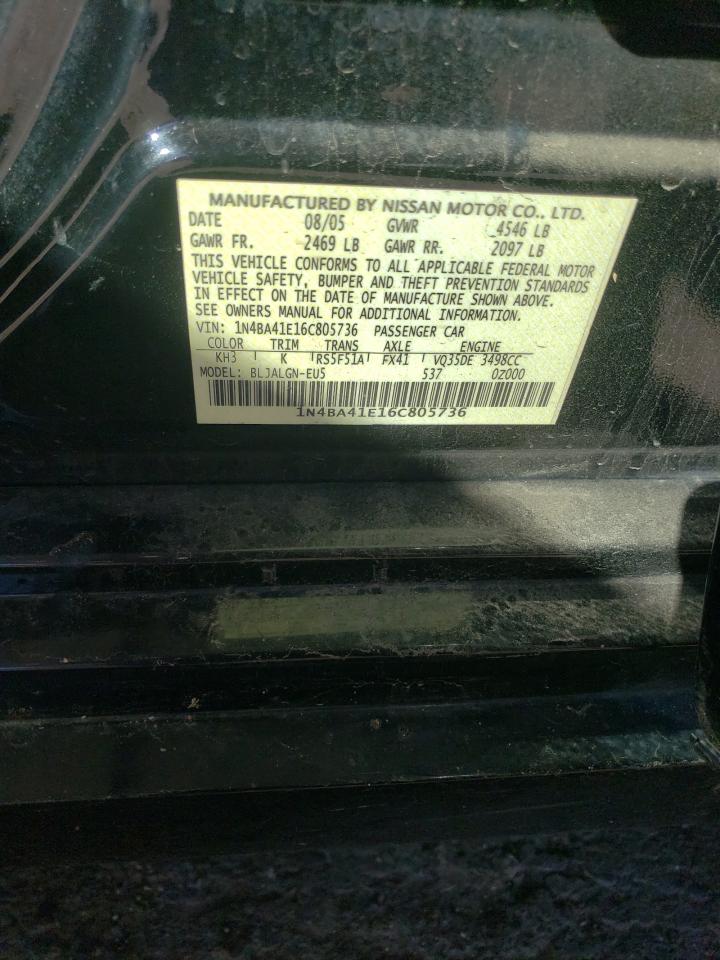 MANUFACTURED BY NISSAN MOTOR CO., LTD.
DATE 08/05 GVWR 4546 LB
GAWR FR. 2469 LB GAWR RR. 2097 LB
THIS VEHICLE CONFORMS TO ALL APPLICABLE FEDERAL MOTOR
VEHICLE SAFETY, BUMPER AND THEFT PREVENTION STANDARDS
IN EFFECT ON THE DATE OF MANUFACTURE SHOWN ABOVE.
SEE OWNERS MANUAL FOR ADDITIONAL INFORMATION.
VIN: 1N4BA41E16C805736 PASSENGER CAR
COLOR TRIM TRANS AXLE ENGINE
KH3 K RS5F51A FX41 VQ35DE 3498CC
MODEL: BLJALGN-EU5 537 0Z000
1N4BA41E16C805736